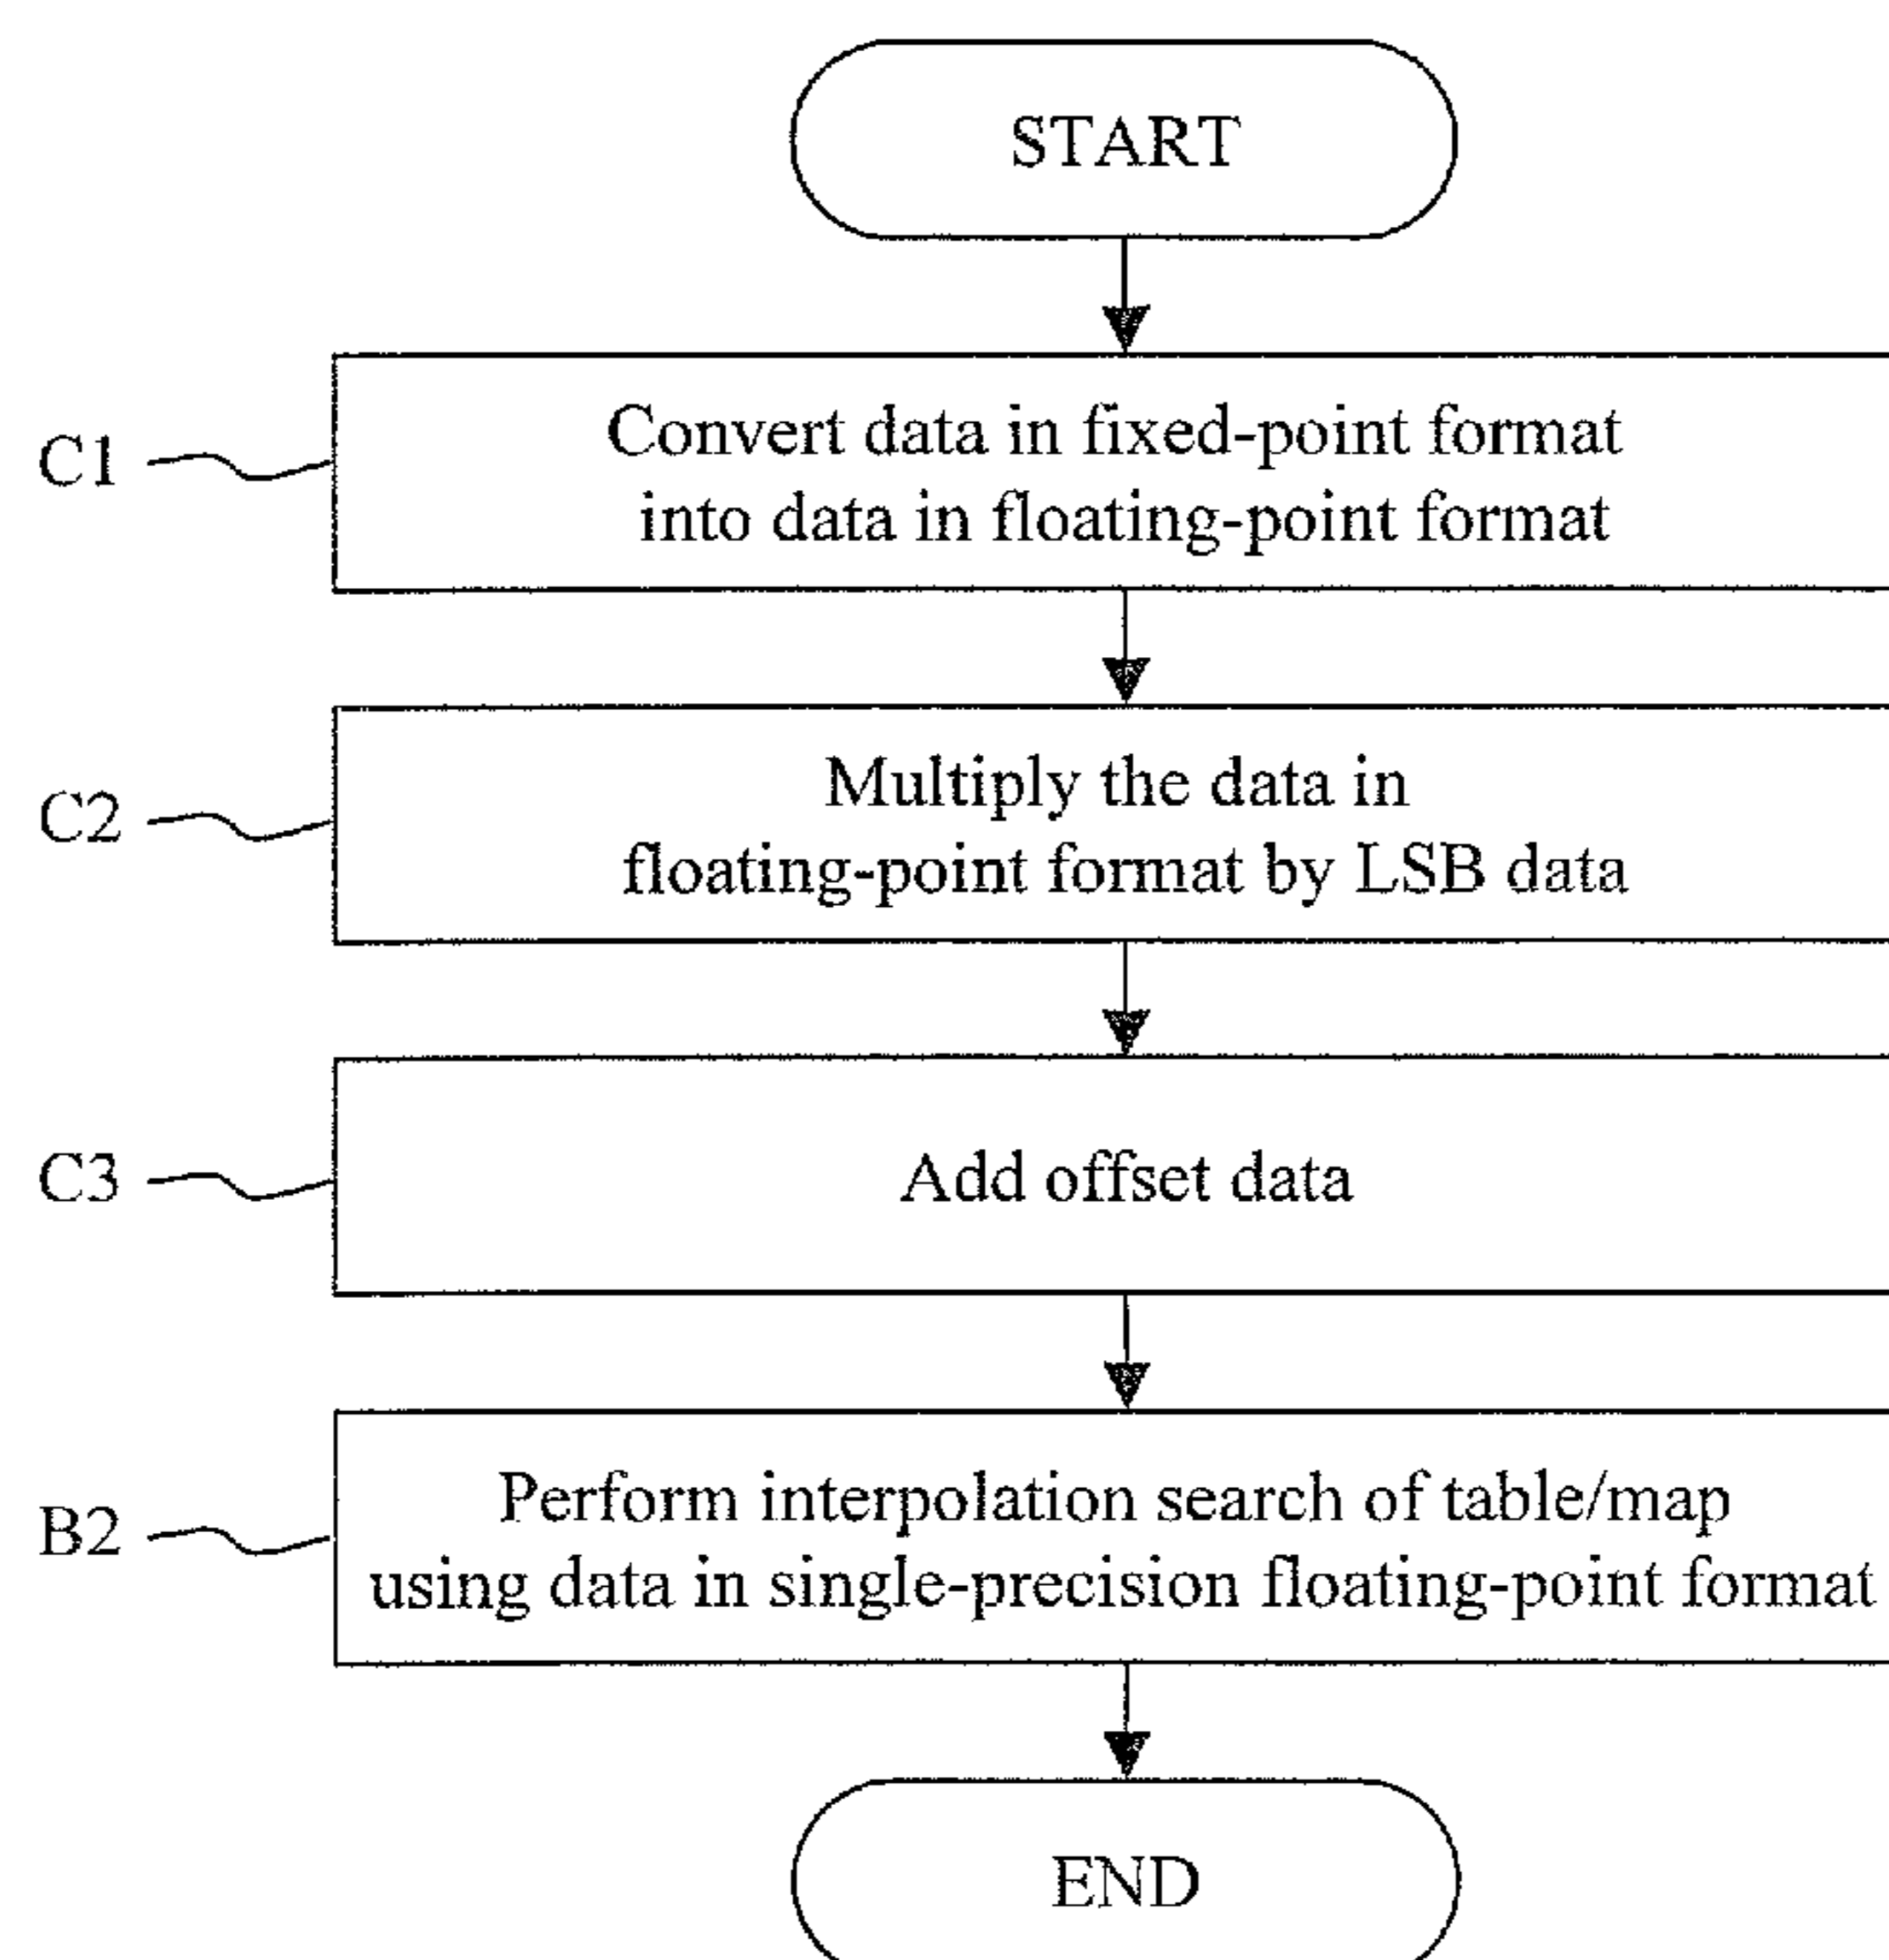 START
C1
Convert data in fixed-point format
into data in floating-point format
C2
Multiply the data in
floating-point format by LSB data
C3
Add offset data
B2
Perform interpolation search of table/map
using data in single-precision floating-point format
END